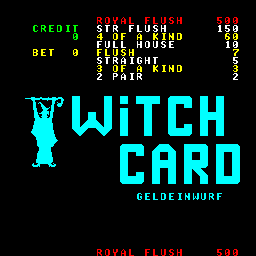 ROYAL FLUSH 500
CREDIT STR FLUSH 150
0 4 OF A KIND 60
FULL HOUSE 10
BET 0 FLUSH 7
STRAIGHT 5
3 OF A KIND 3
2 PAIR 2
WiTCH
CARD
GELDEINWURF
ROYAL FLUSH 500